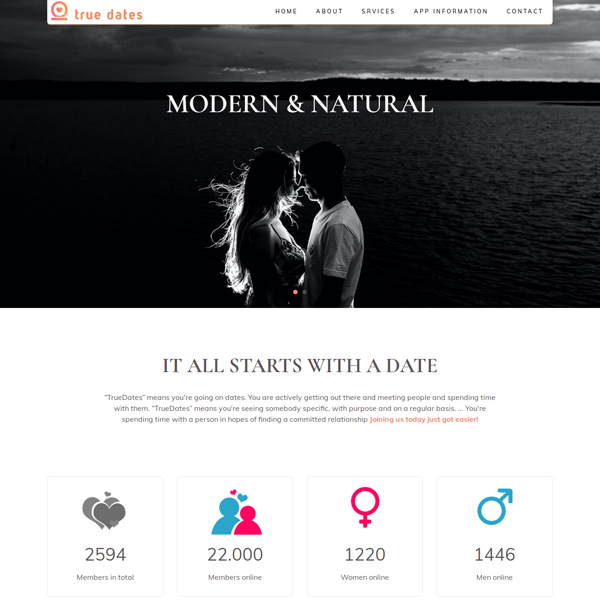 true dates
HOME ABOUT SRVICES APP INFORMATION CONTACT
MODERN & NATURAL
IT ALL STARTS WITH A DATE
“TrueDates” means you're going on dates. You are actively getting out there and meeting people and spending time
with them. “TrueDates” means you're seeing somebody specific, with purpose and on a regular basis. ... You're
spending time with a person in hopes of finding a committed relationship Joining us today just got easier!
2594
Members in total
22.000
Members online
1220
Women online
1446
Men online